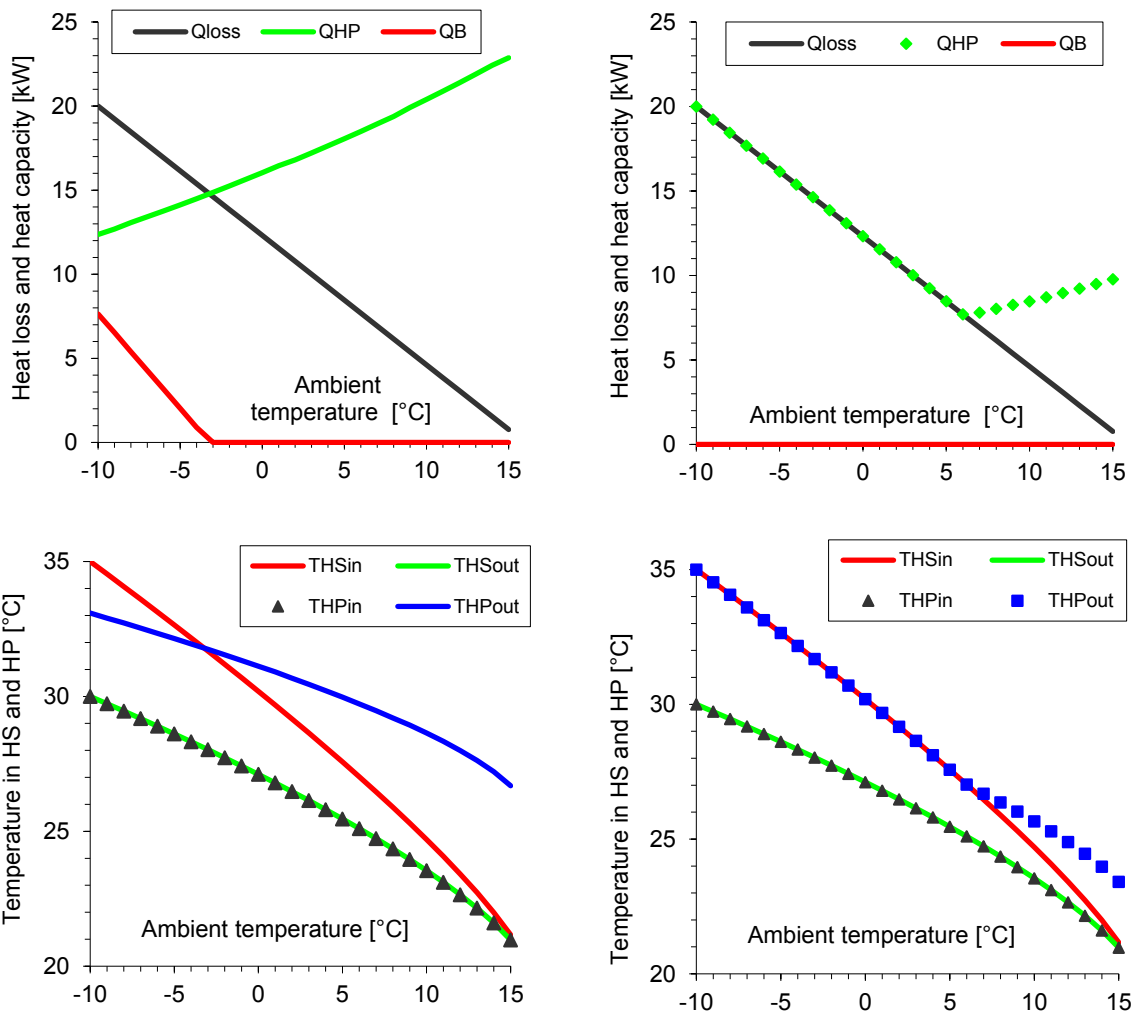 Heat loss and heat capacity [kW]
25
20
15
10
5
0
Qloss QHP QB
Ambient
temperature [°C]
-10 -5 0 5 10 15
Heat loss and heat capacity [kW]
25
20
15
10
5
0
Qloss QHP QB
Ambient temperature [°C]
-10 -5 0 5 10 15
Temperature in HS and HP [°C]
35
30
25
20
THSin THSout
THPin THPout
Ambient temperature [°C]
-10 -5 0 5 10 15
Temperature in HS and HP [°C]
35
30
25
20
THSin THSout
THPin THPout
Ambient temperature [°C]
-10 -5 0 5 10 15